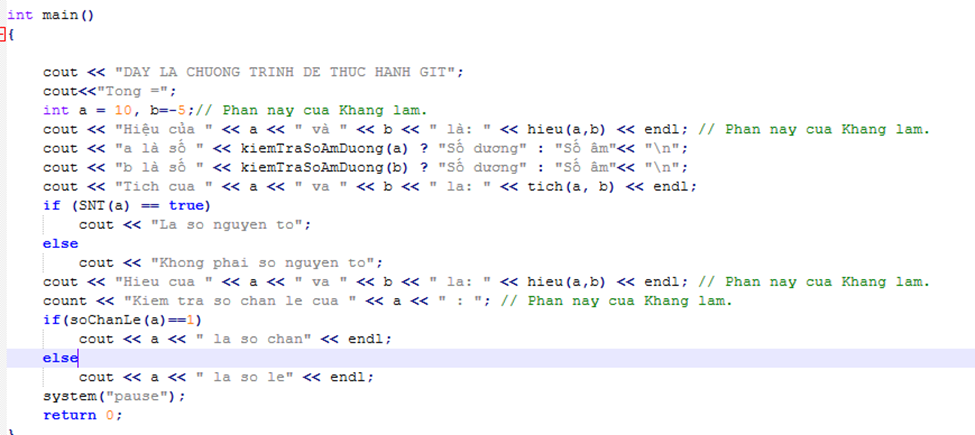 int main()
{
cout << "DAY LA CHUONG TRINH DE THUC HANH GIT";
cout<<"Tong =";
int a = 10, b=-5;// Phan nay cua Khang lam.
cout << "Hiệu của " << a << " và " << b << " là: " << hieu(a,b) << endl; // Phan nay cua Khang lam.
cout << "a là số " << kiemTraSoAmDuong(a) ? "Số dương" : "Số âm"<< "\n";
cout << "b là số " << kiemTraSoAmDuong(b) ? "Số dương" : "Số âm"<< "\n";
cout << "Tich cua " << a << " va " << b << " la: " << tich(a, b) << endl;
if (SNT(a) == true)
cout << "La so nguyen to";
else
cout << "Khong phai so nguyen to";
cout << "Hieu cua " << a << " va " << b << " la: " << hieu(a,b) << endl; // Phan nay cua Khang lam.
count << "Kiem tra so chan le cua " << a << " : "; // Phan nay cua Khang lam.
if(soChanLe(a)==1)
cout << a << " la so chan" << endl;
else
cout << a << " la so le" << endl;
system("pause");
return 0;
}